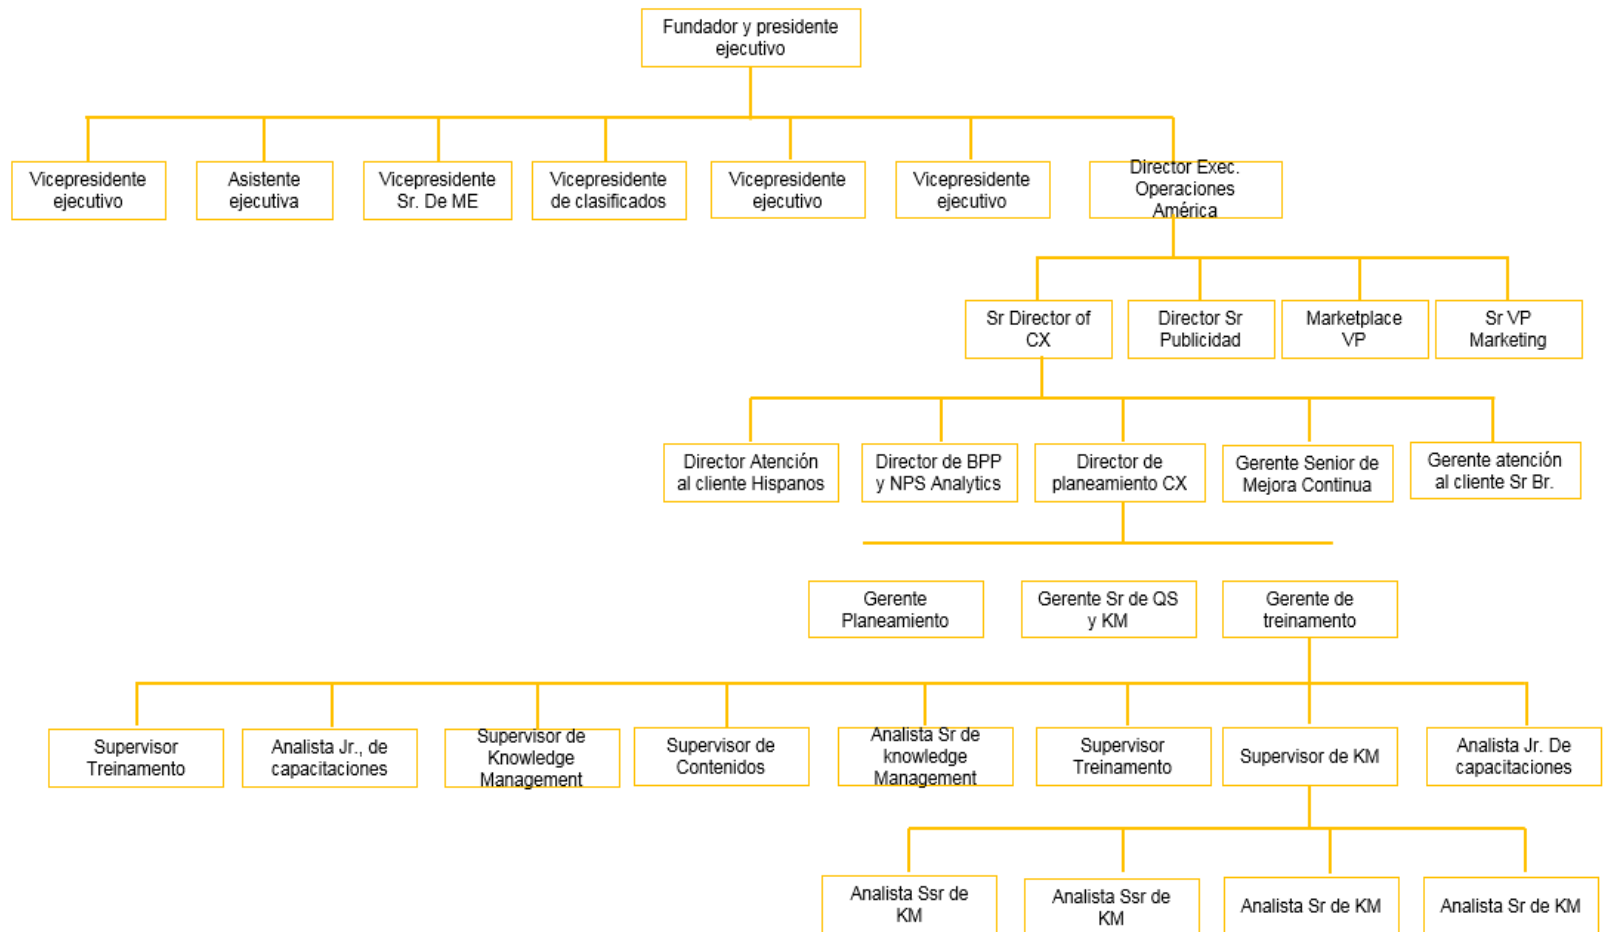 Fundador y presidente
ejecutivo
Vicepresidente
ejecutivo
Asistente
ejecutiva
Vicepresidente
Sr. De ME
Vicepresidente
de clasificados
Vicepresidente
ejecutivo
Vicepresidente
ejecutivo
Director Exec.
Operaciones
América
Sr Director of
CX
Director Sr
Publicidad
Marketplace
VP
Sr VP
Marketing
Director Atención
al cliente Hispanos
Director de BPP
y NPS Analytics
Director de
planeamiento CX
Gerente Senior de
Mejora Continua
Gerente atención
al cliente Sr Br.
Gerente
Planeamiento
Gerente Sr de QS
y KM
Gerente de
treinamento
Supervisor
Treinamento
Analista Jr., de
capacitaciones
Supervisor de
Knowledge
Management
Supervisor de
Contenidos
Analista Sr de
knowledge
Management
Supervisor
Treinamento
Supervisor de KM
Analista Jr. De
capacitaciones
Analista Ssr de
KM
Analista Ssr de
KM
Analista Sr de KM
Analista Sr de KM